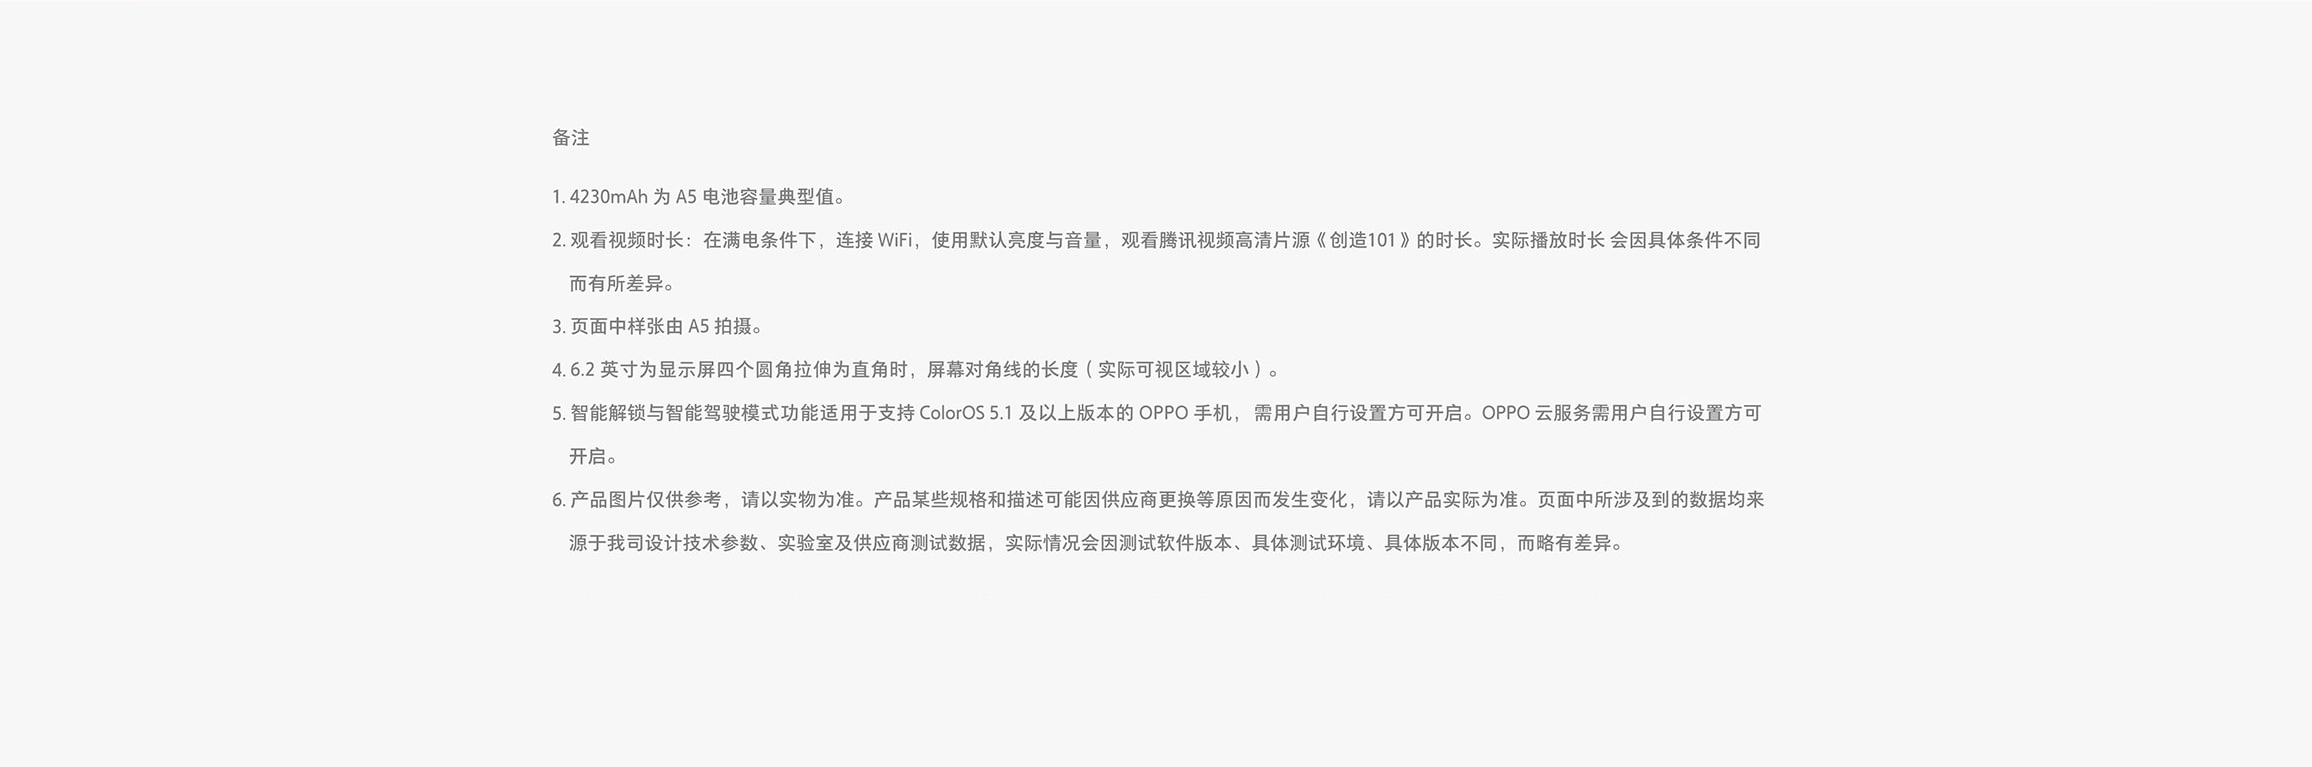 备注
1. 4230mAh 为 A5 电池容量典型值。
2. 观看视频时长：在满电条件下，连接 WiFi，使用默认亮度与音量，观看腾讯视频高清片源《创造101》的时长。实际播放时长 会因具体条件不同
而有所差异。
3. 页面中样张由 A5 拍摄。
4. 6.2 英寸为显示屏四个圆角拉伸为直角时，屏幕对角线的长度（实际可视区域较小）。
5. 智能解锁与智能驾驶模式功能适用于支持 ColorOS 5.1 及以上版本的 OPPO 手机，需用户自行设置方可开启。OPPO 云服务需用户自行设置方可
开启。
6. 产品图片仅供参考，请以实物为准。产品某些规格和描述可能因供应商更换等原因而发生变化，请以产品实际为准。页面中所涉及到的数据均来
源于我司设计技术参数、实验室及供应商测试数据，实际情况会因测试软件版本、具体测试环境、具体版本不同，而略有差异。